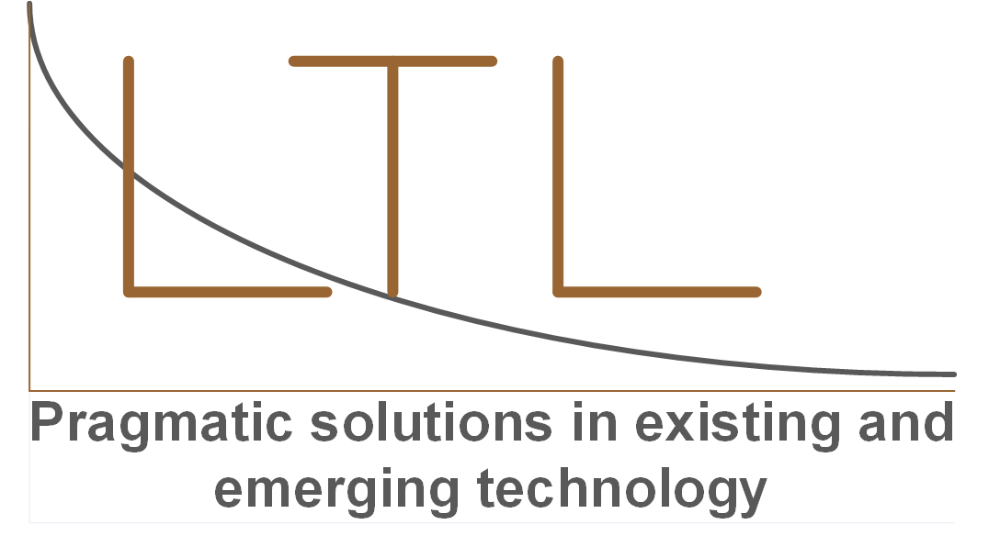 LTL
Pragmatic solutions in existing and
emerging technology